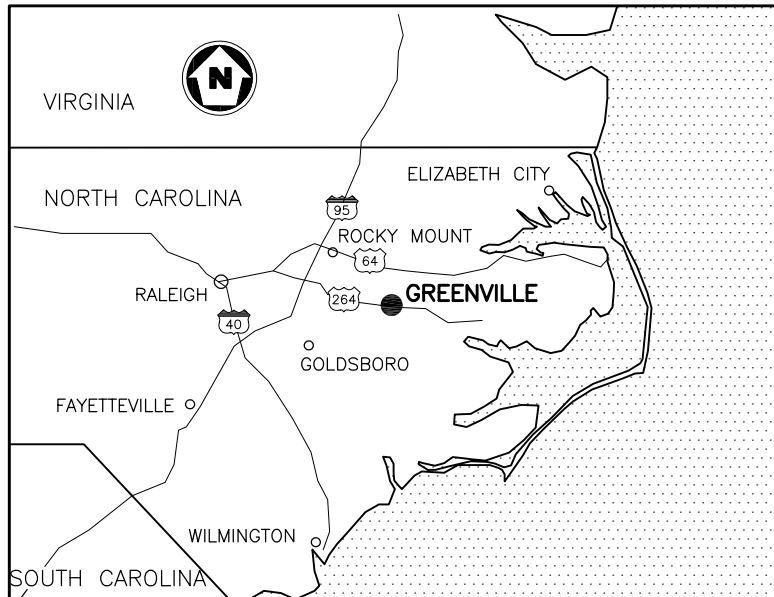 N
VIRGINIA
ELIZABETH CITY
NORTH CAROLINA
95
ROCKY MOUNT
64
RALEIGH
264
GREENVILLE
40
GOLDSBORO
FAYETTEVILLE
WILMINGTON
SOUTH CAROLINA